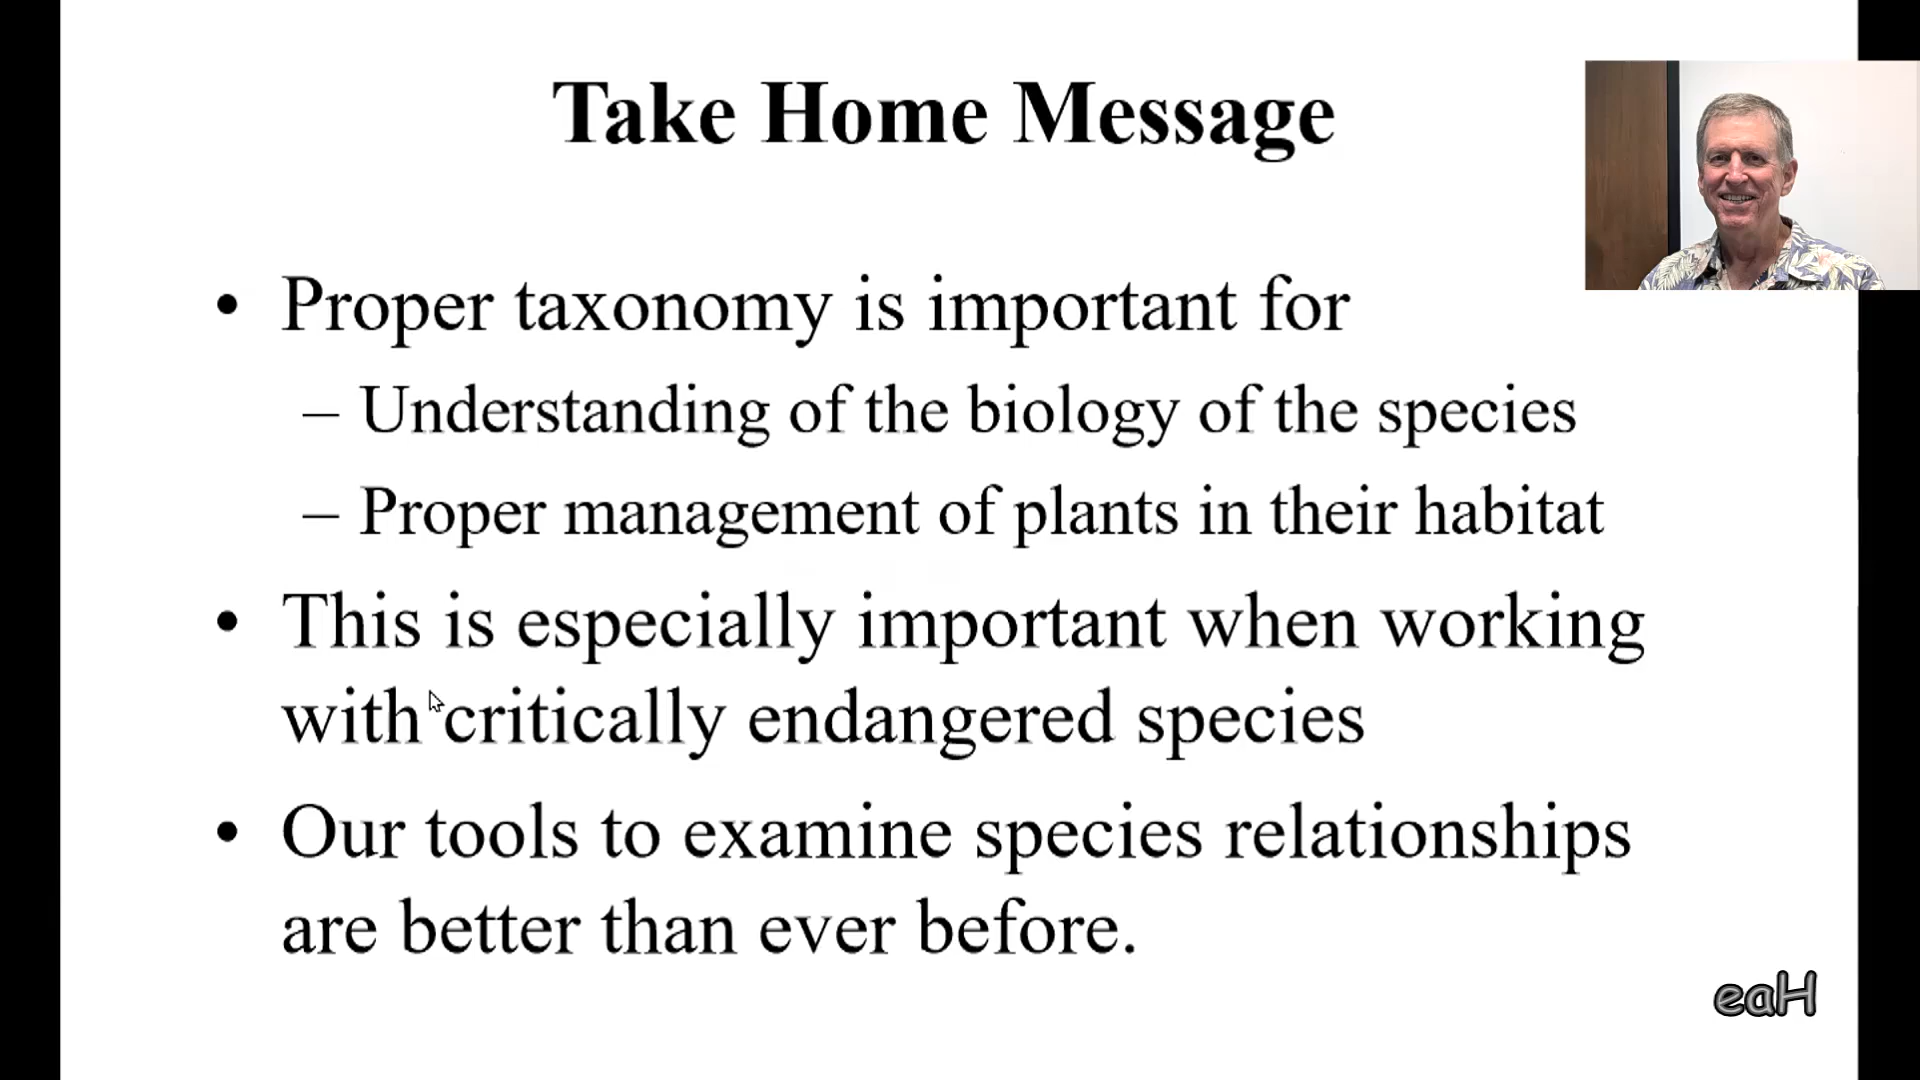 Take Home Message
• Proper taxonomy is important for
– Understanding of the biology of the species
– Proper management of plants in their habitat
• This is especially important when working
with critically endangered species
• Our tools to examine species relationships
are better than ever before.
eaH